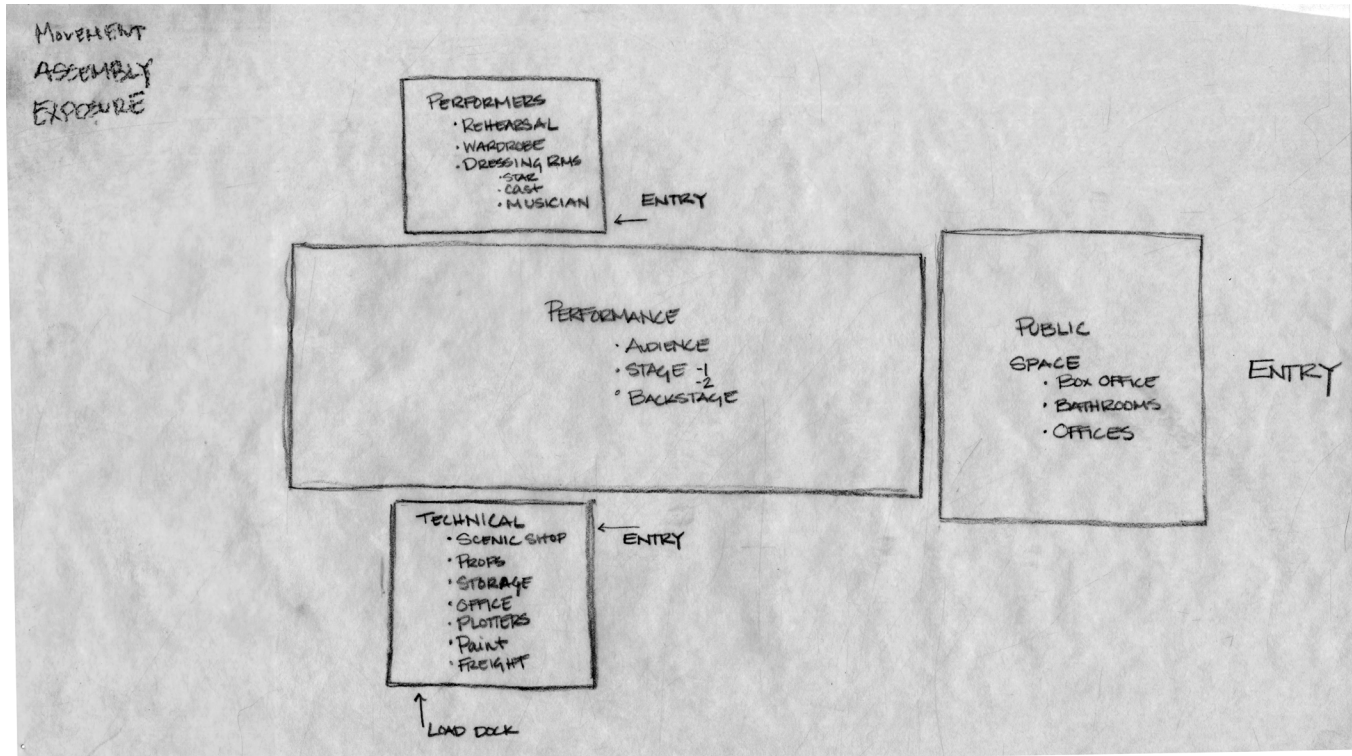 MOVEMENT
ASSEMBLY
EXPOSURE
PERFORMERS
· REHEARSAL
· WARDROBE
· DRESSING RMS
· STAR
· CAST
· MUSICIAN
← ENTRY
PERFORMANCE
· AUDIENCE
· STAGE -1
-2
· BACKSTAGE
PUBLIC
SPACE
· BOX OFFICE
· BATHROOMS
· OFFICES
ENTRY
TECHNICAL
· SCENIC SHOP
· PROPS
· STORAGE
· OFFICE
· PLOTTERS
· Paint
· FREIGHT
← ENTRY
↑ LOAD DOCK